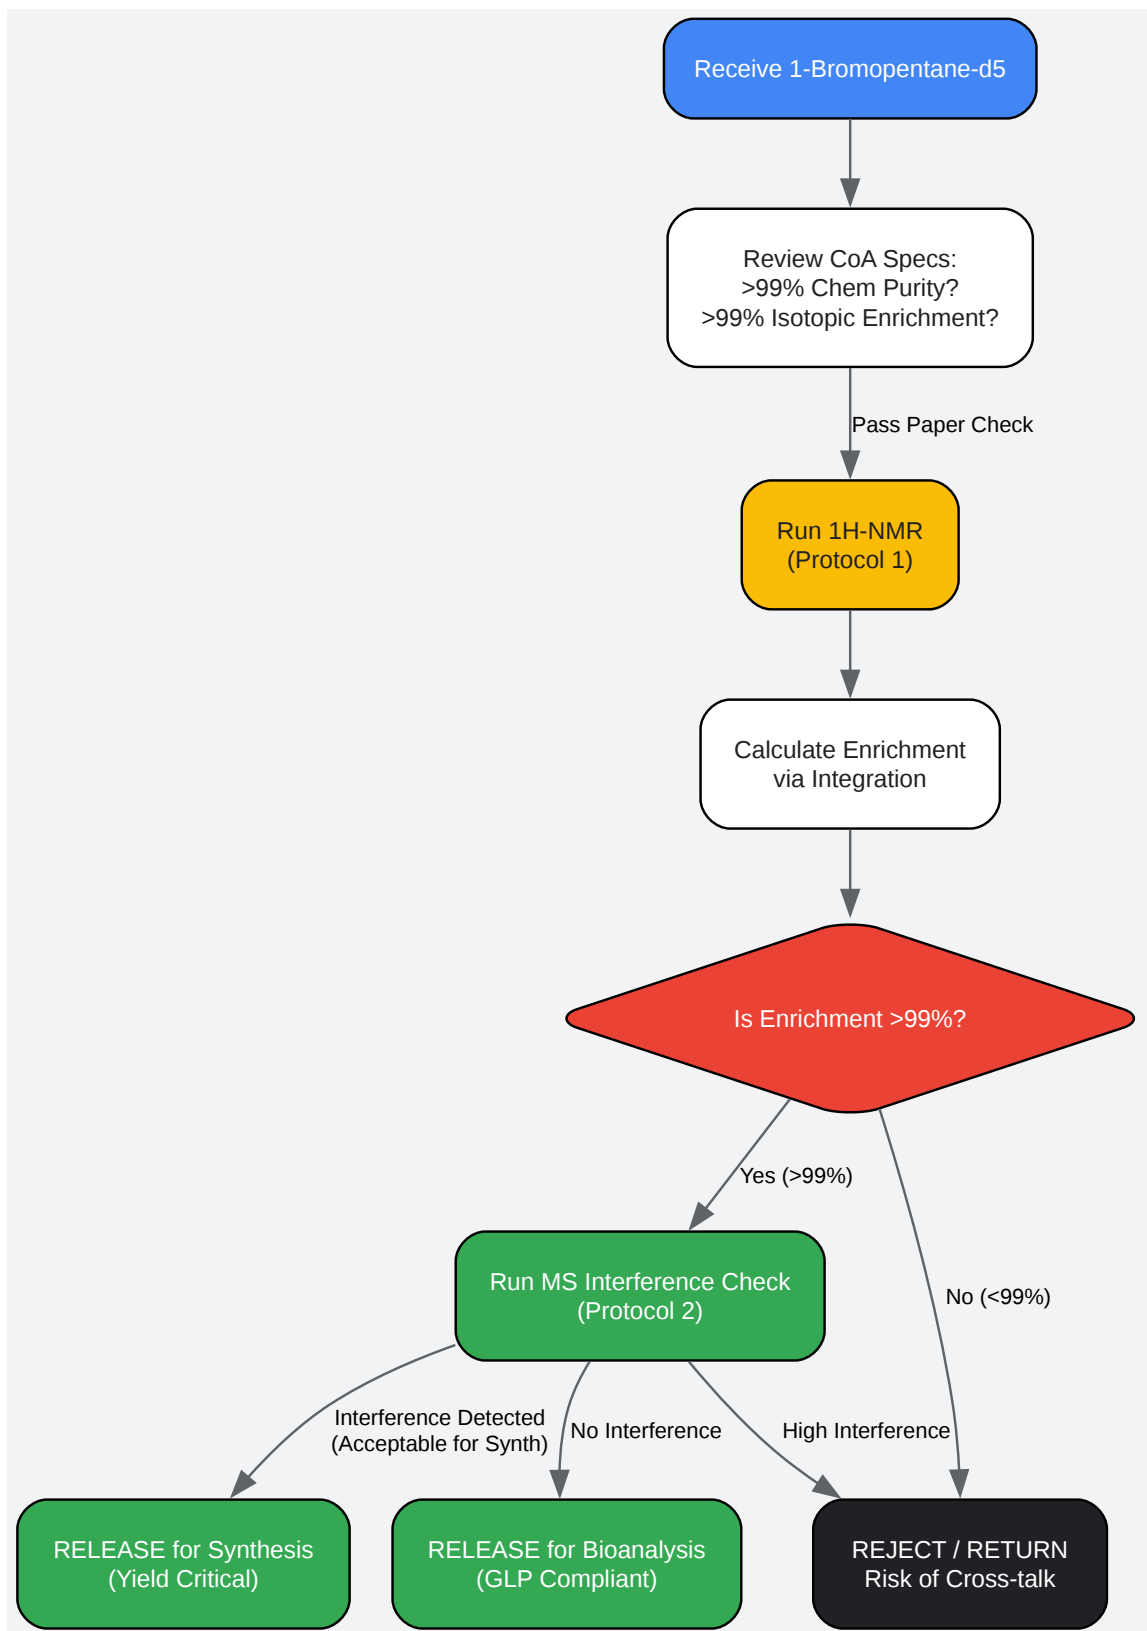 Receive 1-Bromopentane-d5
Review CoA Specs:
>99% Chem Purity?
>99% Isotopic Enrichment?
Pass Paper Check
Run 1H-NMR
(Protocol 1)
Calculate Enrichment
via Integration
Is Enrichment >99%?
Yes (>99%)
No (<99%)
Run MS Interference Check
(Protocol 2)
Interference Detected
(Acceptable for Synth)
No Interference
High Interference
RELEASE for Synthesis
(Yield Critical)
RELEASE for Bioanalysis
(GLP Compliant)
REJECT / RETURN
Risk of Cross-talk